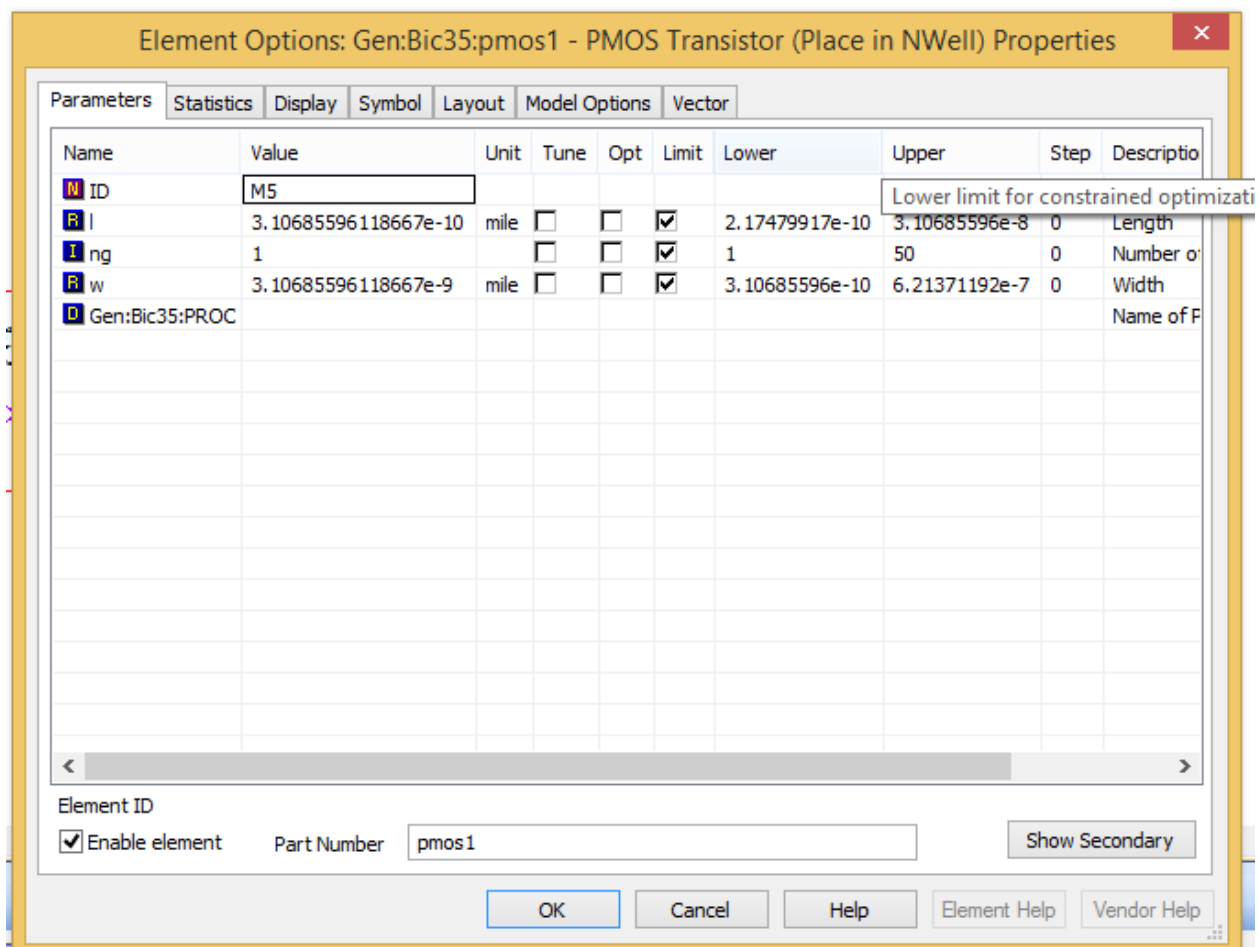 Element Options: Gen:Bic35:pmos1 - PMOS Transistor (Place in NWell) Properties
Parameters Statistics Display Symbol Layout Model Options Vector
Name Value Unit Tune Opt Limit Lower Upper Step Descriptio
N ID M5
Lower limit for constrained optimizati
R l 3.10685596118667e-10 mile 2.17479917e-10 3.10685596e-8 0 Length
I ng 1 1 50 0 Number o
R w 3.10685596118667e-9 mile 3.10685596e-10 6.21371192e-7 0 Width
D Gen:Bic35:PROC Name of P
Element ID
Enable element Part Number pmos1 Show Secondary
OK Cancel Help Element Help Vendor Help